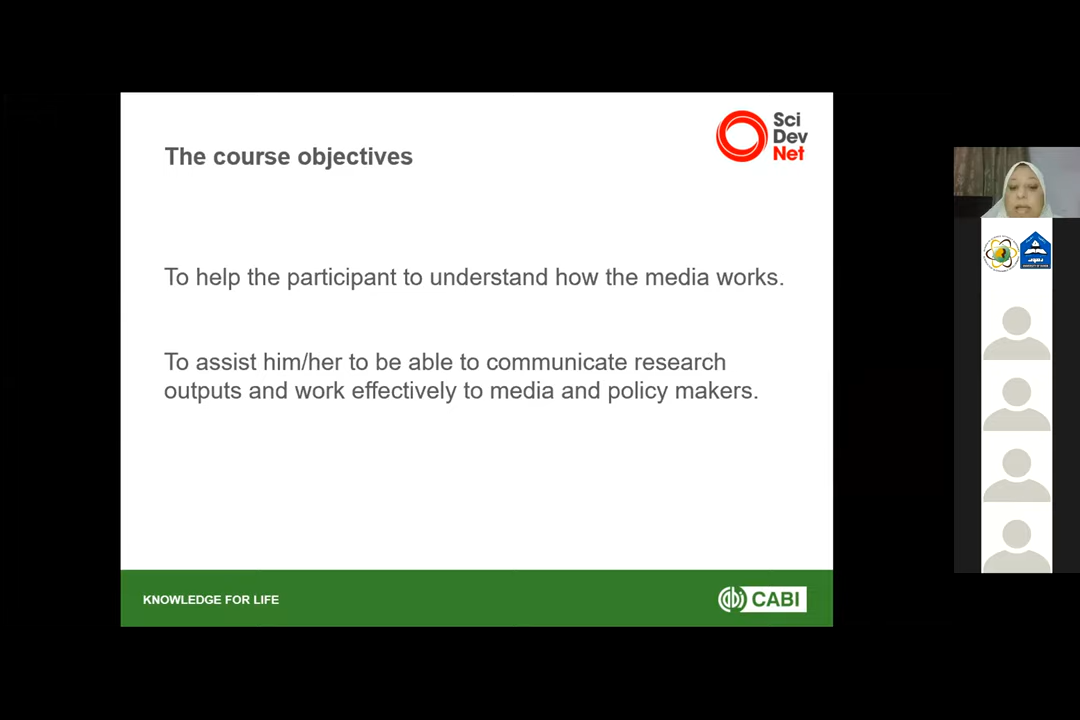 The course objectives
Sci
Dev
Net
To help the participant to understand how the media works.
To assist him/her to be able to communicate research
outputs and work effectively to media and policy makers.
KNOWLEDGE FOR LIFE
CABI